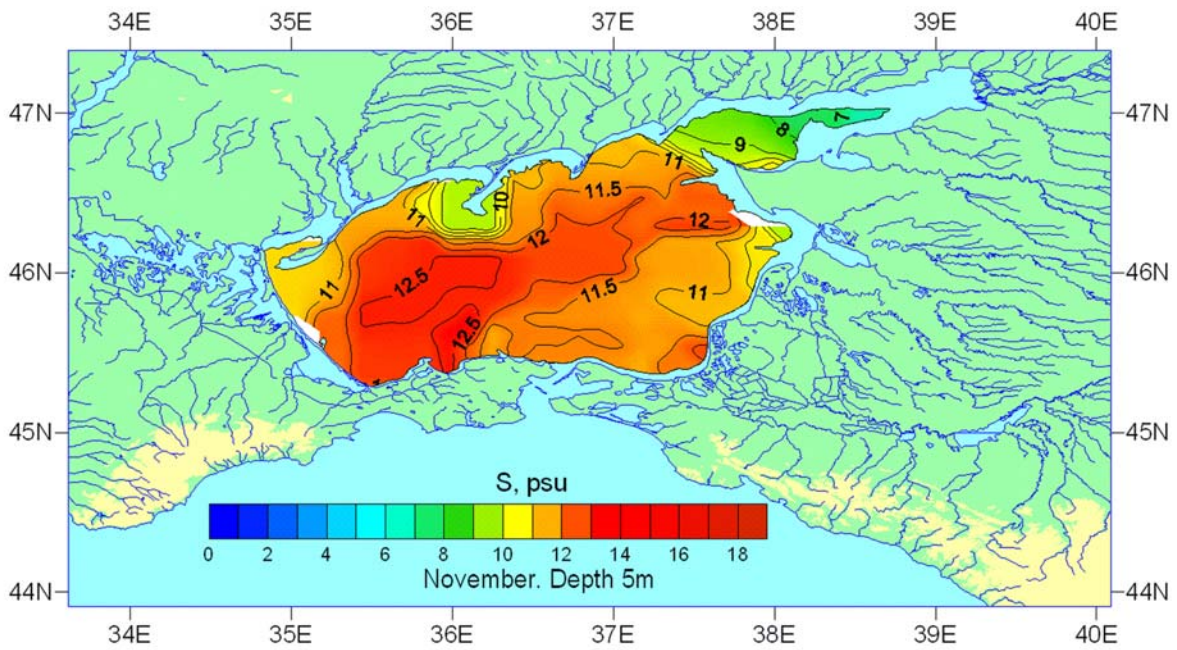 34E 35E 36E 37E 38E 39E 40E
47N 47N
7
8
9
11
11.5
10
11
12
12
46N 46N
12.5
11
11.5
11
12.5
45N 45N
S, psu
0 2 4 6 8 10 12 14 16 18
November. Depth 5m
44N 44N
34E 35E 36E 37E 38E 39E 40E